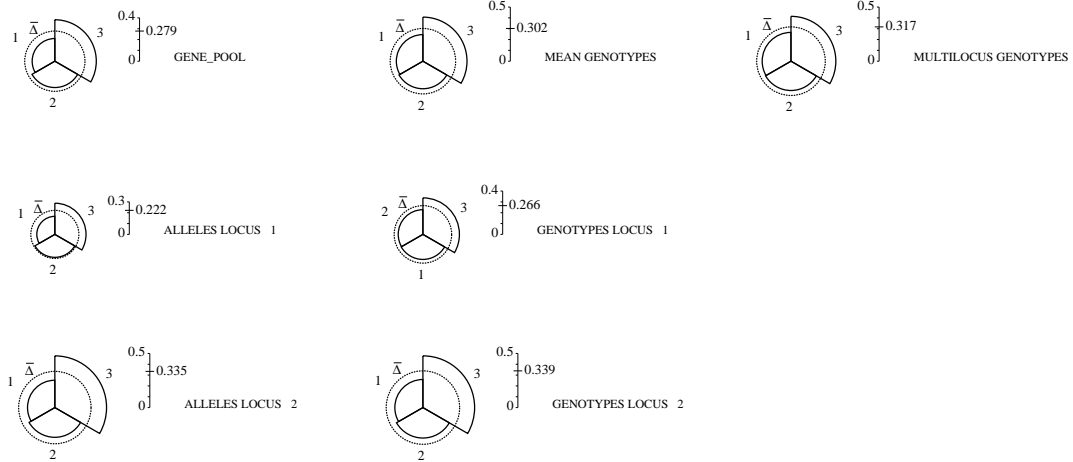 1 Δ̅ 3 2 0.4 0.279 0 GENE_POOL
1 Δ̅ 3 2 0.5 0.302 0 MEAN GENOTYPES
1 Δ̅ 3 2 0.5 0.317 0 MULTILOCUS GENOTYPES
1 Δ̅ 3 2 0.3 0.222 0 ALLELES LOCUS 1
2 Δ̅ 3 1 0.4 0.266 0 GENOTYPES LOCUS 1
1 Δ̅ 3 2 0.5 0.335 0 ALLELES LOCUS 2
1 Δ̅ 3 2 0.5 0.339 0 GENOTYPES LOCUS 2